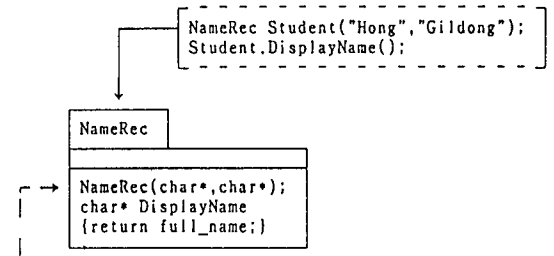 NameRec Student("Hong","Gildong");
Student.DisplayName();
NameRec
NameRec(char*,char*);
char* DisplayName
{return full_name;}